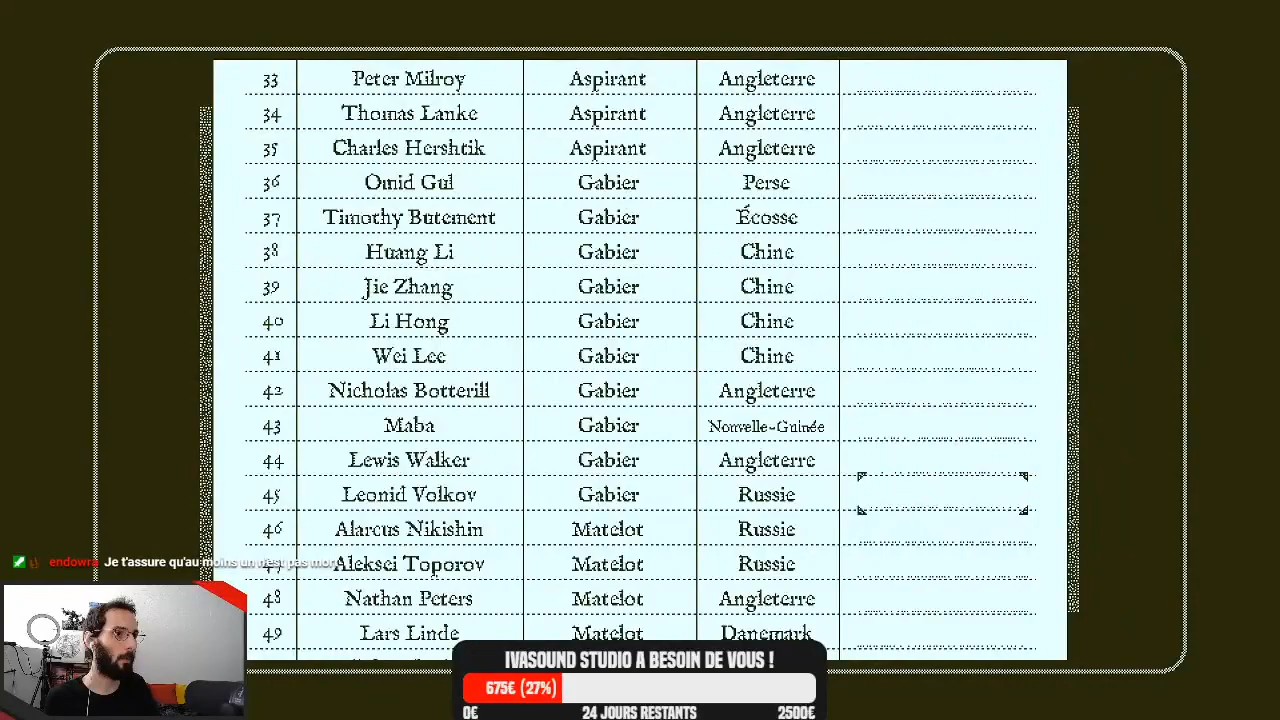 33 Peter Milroy Aspirant Angleterre
34 Thomas Lanke Aspirant Angleterre
35 Charles Hershtik Aspirant Angleterre
36 Omid Gul Gabier Perse
37 Timothy Butement Gabier Écosse
38 Huang Li Gabier Chine
39 Jie Zhang Gabier Chine
40 Li Hong Gabier Chine
41 Wei Lee Gabier Chine
42 Nicholas Botterill Gabier Angleterre
43 Maba Gabier Nouvelle-Guinée
44 Lewis Walker Gabier Angleterre
45 Leonid Volkov Gabier Russie
46 Alarcus Nikishin Matelot Russie
endowra Je t'assure qu'au moins un n'est pas mort
47 Aleksei Toporov Matelot Russie
48 Nathan Peters Matelot Angleterre
49 Lars Linde Matelot Danemark
IVASOUND STUDIO A BESOIN DE VOUS !
675€ (27%)
0€ 24 JOURS RESTANTS 2500€